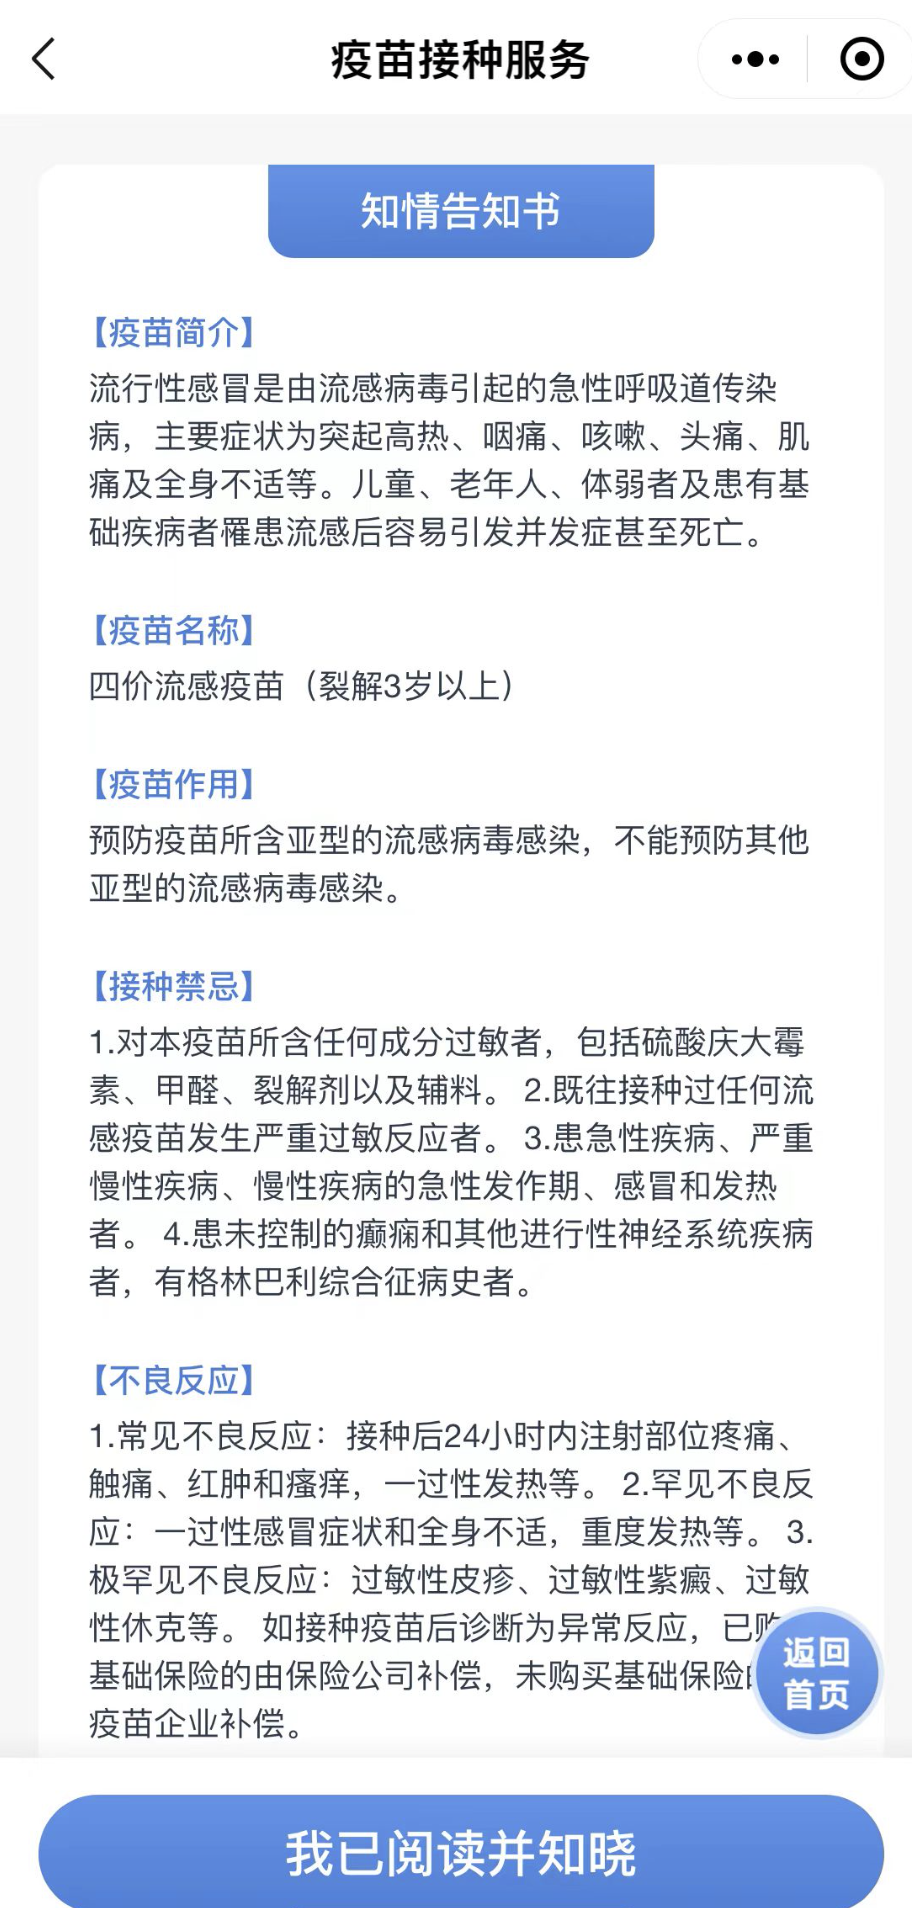 疫苗接种服务
知情告知书
【疫苗简介】
流行性感冒是由流感病毒引起的急性呼吸道传染
病，主要症状为突起高热、咽痛、咳嗽、头痛、肌
痛及全身不适等。儿童、老年人、体弱者及患有基
础疾病者罹患流感后容易引发并发症甚至死亡。
【疫苗名称】
四价流感疫苗（裂解3岁以上）
【疫苗作用】
预防疫苗所含亚型的流感病毒感染，不能预防其他
亚型的流感病毒感染。
【接种禁忌】
1.对本疫苗所含任何成分过敏者，包括硫酸庆大霉
素、甲醛、裂解剂以及辅料。 2.既往接种过任何流
感疫苗发生严重过敏反应者。 3.患急性疾病、严重
慢性疾病、慢性疾病的急性发作期、感冒和发热
者。 4.患未控制的癫痫和其他进行性神经系统疾病
者，有格林巴利综合征病史者。
【不良反应】
1.常见不良反应：接种后24小时内注射部位疼痛、
触痛、红肿和瘙痒，一过性发热等。 2.罕见不良反
应：一过性感冒症状和全身不适，重度发热等。 3.
极罕见不良反应：过敏性皮疹、过敏性紫癜、过敏
性休克等。 如接种疫苗后诊断为异常反应，已购
基础保险的由保险公司补偿，未购买基础保险
疫苗企业补偿。
返回
首页
我已阅读并知晓